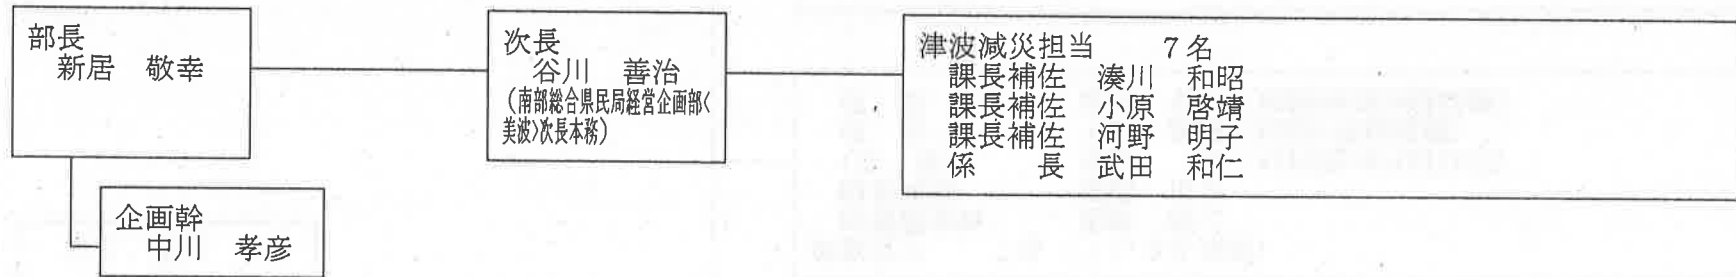 部長
新居 敬幸
次長
谷川 善治
(南部総合県民局経営企画部<
美波>次長本務)
津波減災担当 7名
課長補佐 湊川 和昭
課長補佐 小原 啓靖
課長補佐 河野 明子
係 長 武田 和仁
企画幹
中川 孝彦